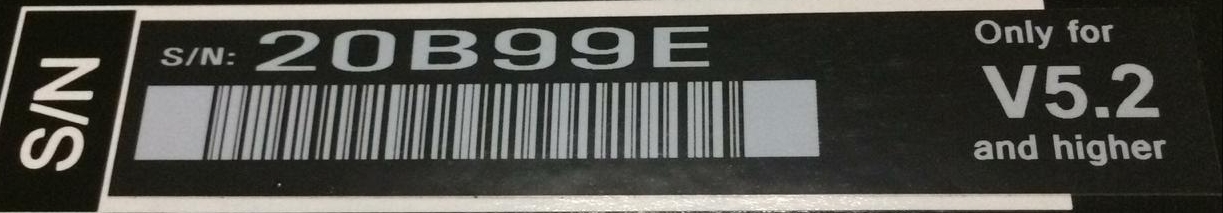 S/N
S/N: 20B99E
Only for
V5.2
and higher